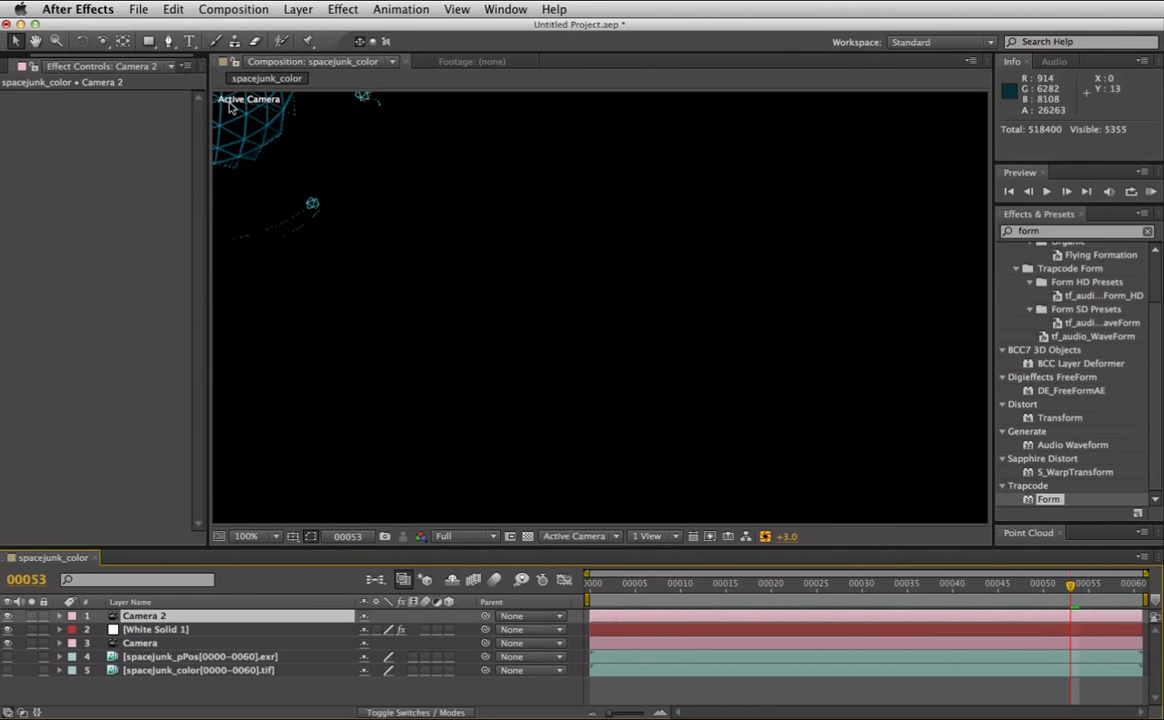 After Effects File Edit Composition Layer Effect Animation View Window Help
Untitled Project.aep *
Workspace: Standard Search Help
Effect Controls: Camera 2
Composition: spacejunk_color Footage: (none)
Info Audio
spacejunk_color • Camera 2
spacejunk_color
Active Camera
R : 914
G : 6282
B : 8108
A : 26263
X : 0
Y : 13
Total: 518400 Visible: 5355
Preview
Effects & Presets
form
Organic
Flying Formation
Trapcode Form
Form HD Presets
tf_audi...Form_HD
Form SD Presets
tf_audi...aveForm
tf_audio_WaveForm
BCC7 3D Objects
BCC Layer Deformer
Digieffects FreeForm
DE_FreeFormAE
Distort
Transform
Generate
Audio Waveform
Sapphire Distort
S_WarpTransform
Trapcode
Form
Point Cloud
100% 00053 Full Active Camera 1 View +3.0
spacejunk_color
00053
0000 00005 00010 00015 00020 00025 00030 00035 00040 00045 00050 00055 00060
# Layer Name fx Parent
1 Camera 2 None
2 [White Solid 1] fx None
3 Camera None
4 [spacejunk_pPos[0000-0060].exr] None
5 [spacejunk_color[0000-0060].tif] None
Toggle Switches / Modes